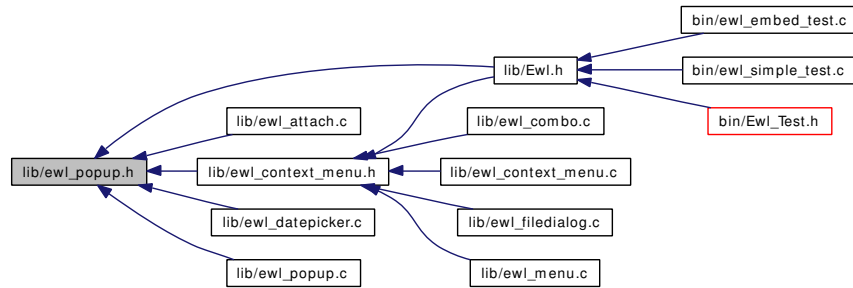 bin/ewl_embed_test.c
lib/Ewl.h
bin/ewl_simple_test.c
lib/ewl_attach.c
lib/ewl_combo.c
bin/Ewl_Test.h
lib/ewl_popup.h
lib/ewl_context_menu.h
lib/ewl_context_menu.c
lib/ewl_datepicker.c
lib/ewl_filedialog.c
lib/ewl_popup.c
lib/ewl_menu.c